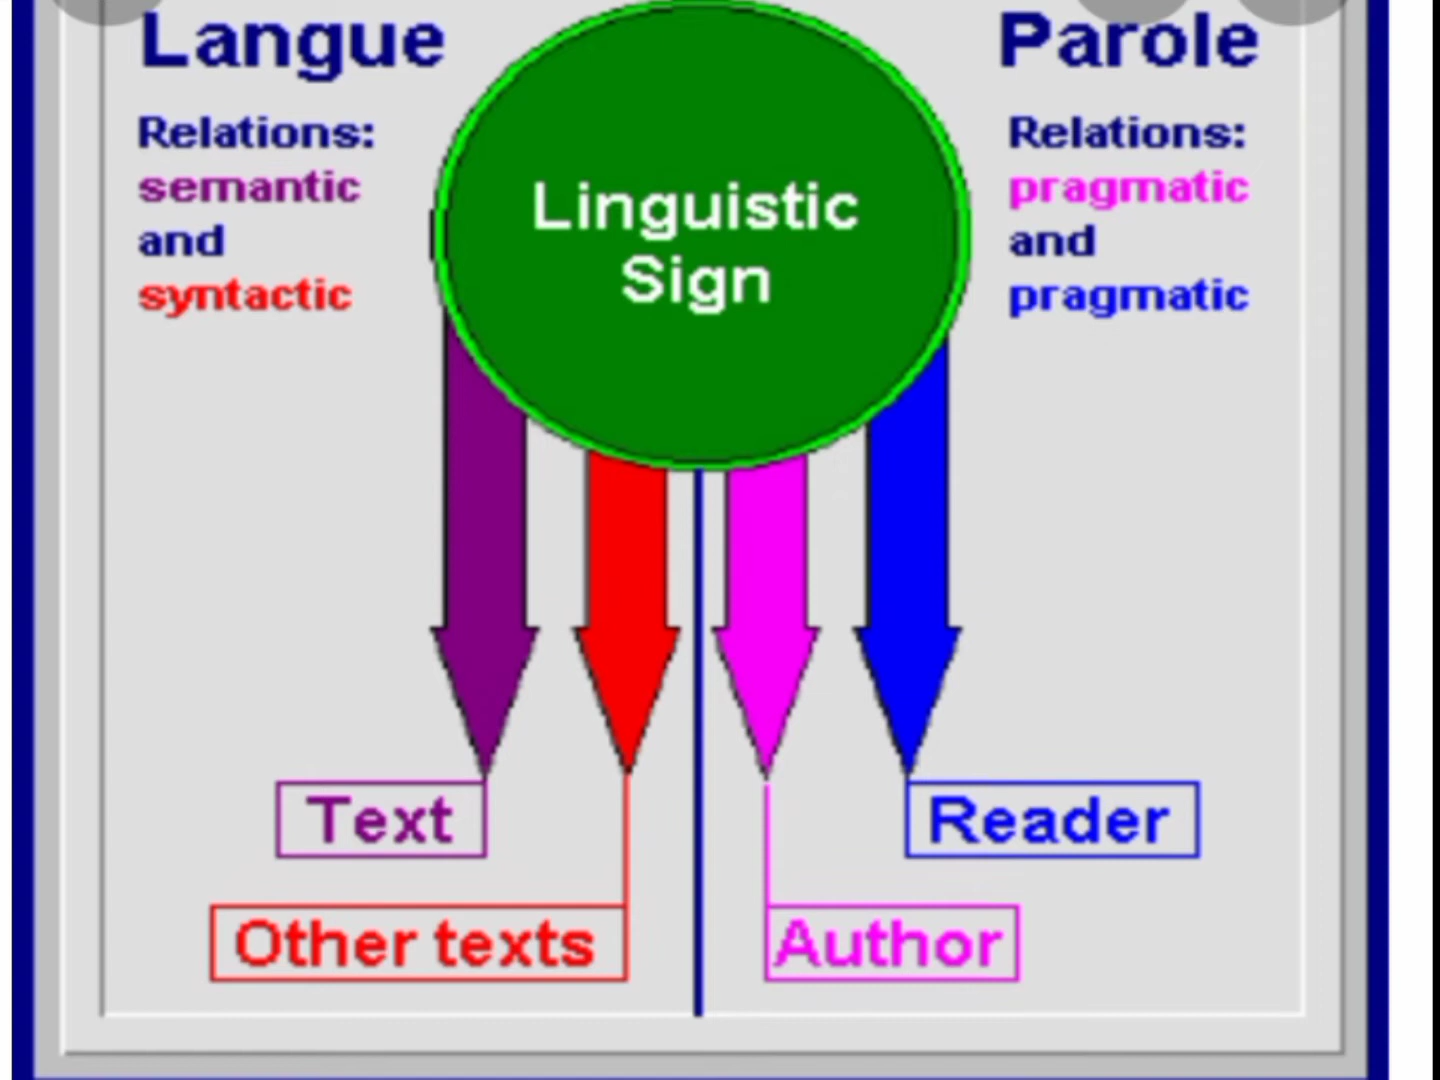 Langue
Relations:
semantic
and
syntactic
Linguistic
Sign
Parole
Relations:
pragmatic
and
pragmatic
Text
Other texts
Reader
Author